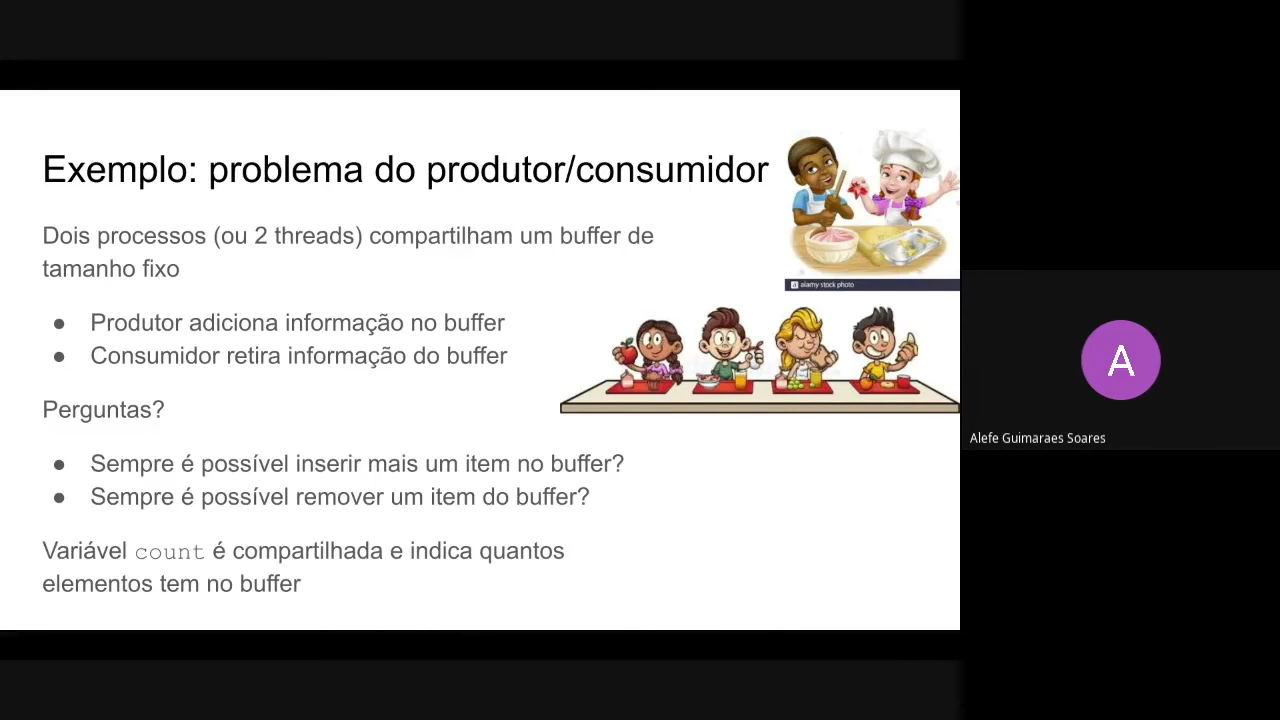 Exemplo: problema do produtor/consumidor
Dois processos (ou 2 threads) compartilham um buffer de
tamanho fixo
● Produtor adiciona informação no buffer
● Consumidor retira informação do buffer
Perguntas?
● Sempre é possível inserir mais um item no buffer?
● Sempre é possível remover um item do buffer?
Variável count é compartilhada e indica quantos
elementos tem no buffer
a alamy stock photo
A
Alefe Guimaraes Soares